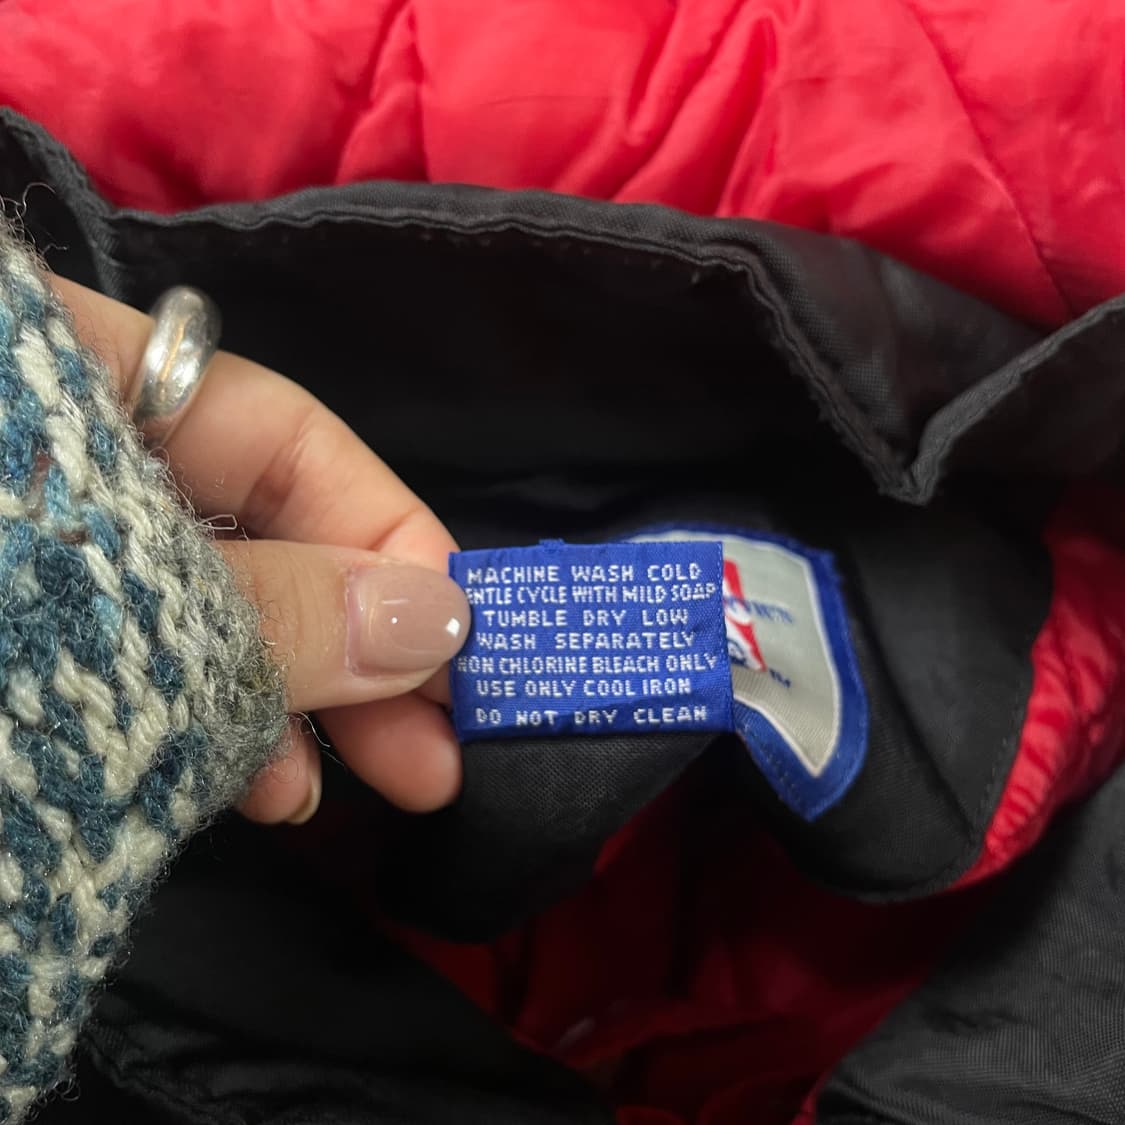 MACHINE WASH COLD
ENTLE CYCLE WITH MILD SOAP
TUMBLE DRY LOW
WASH SEPARATELY
NON CHLORINE BLEACH ONLY
USE ONLY COOL IRON
DO NOT DRY CLEAN